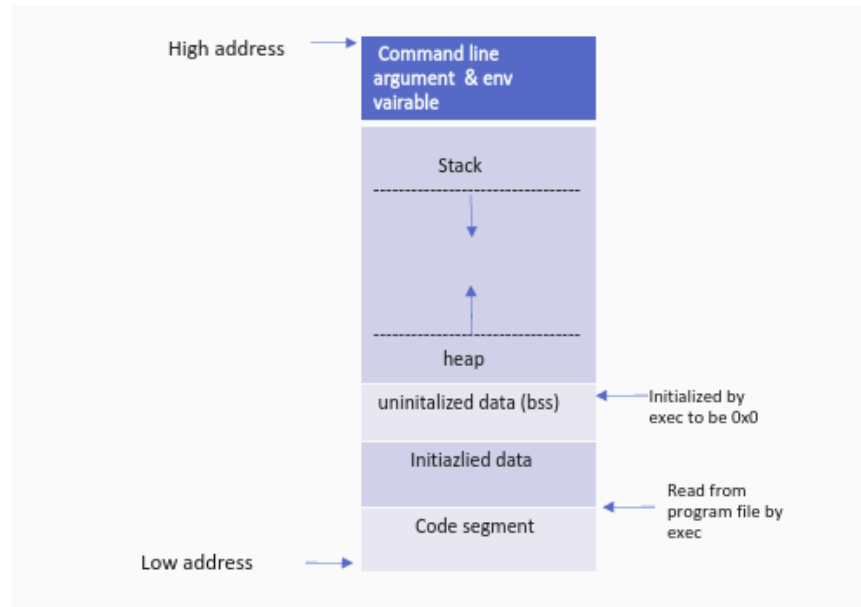 High address
Command line
argument & env
vairable
Stack
heap
uninitalized data (bss)
Initialized by
exec to be 0x0
Initiazlied data
Read from
program file by
exec
Code segment
Low address